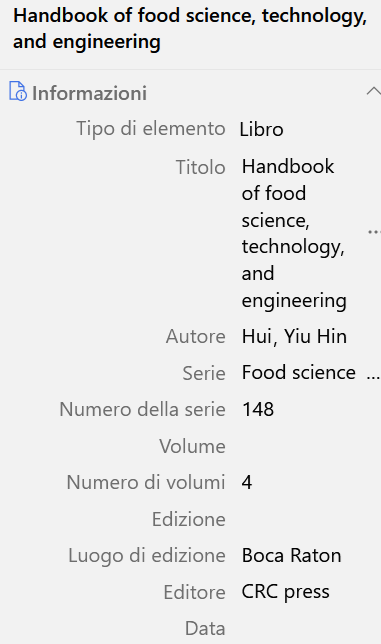 Handbook of food science, technology,
and engineering
Informazioni
Tipo di elemento Libro
Titolo Handbook
of food
science,
technology, ...
and
engineering
Autore Hui, Yiu Hin
Serie Food science ...
Numero della serie 148
Volume
Numero di volumi 4
Edizione
Luogo di edizione Boca Raton
Editore CRC press
Data